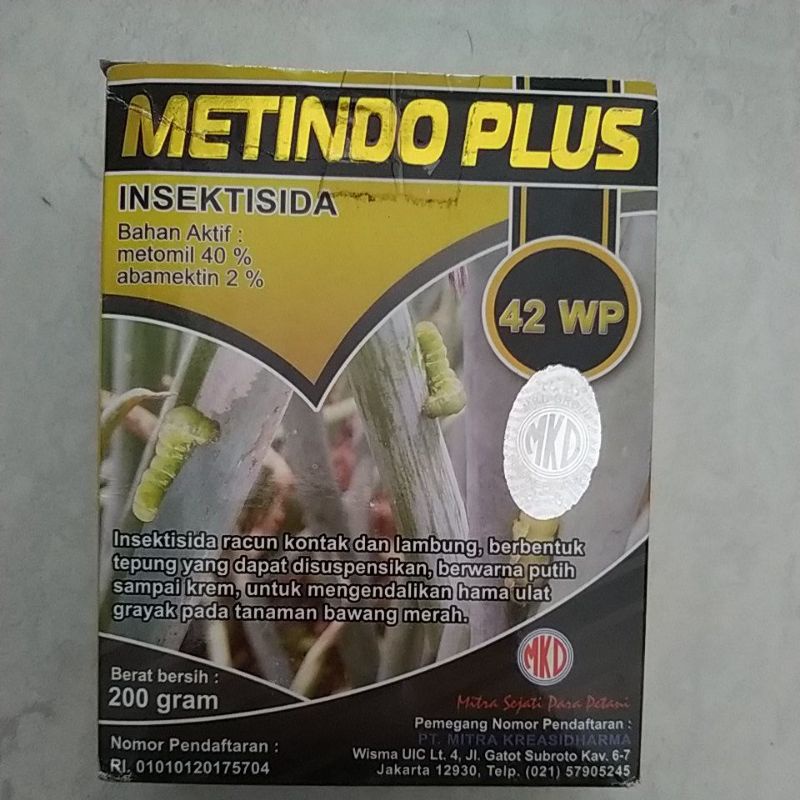 METINDO PLUS
INSEKTISIDA
Bahan Aktif :
metomil 40 %
abamektin 2 %
42 WP
MKD
Insektisida racun kontak dan lambung, berbentuk
tepung yang dapat disuspensikan, berwarna putih
sampai krem, untuk mengendalikan hama ulat
grayak pada tanaman bawang merah.
Berat bersih :
200 gram
MKD
Mitra Sejati Para Petani
Pemegang Nomor Pendaftaran :
PT. MITRA KREASIDHARMA
Wisma UIC Lt. 4, Jl. Gatot Subroto Kav. 6-7
Jakarta 12930, Telp. (021) 57905245
Nomor Pendaftaran :
RI. 01010120175704